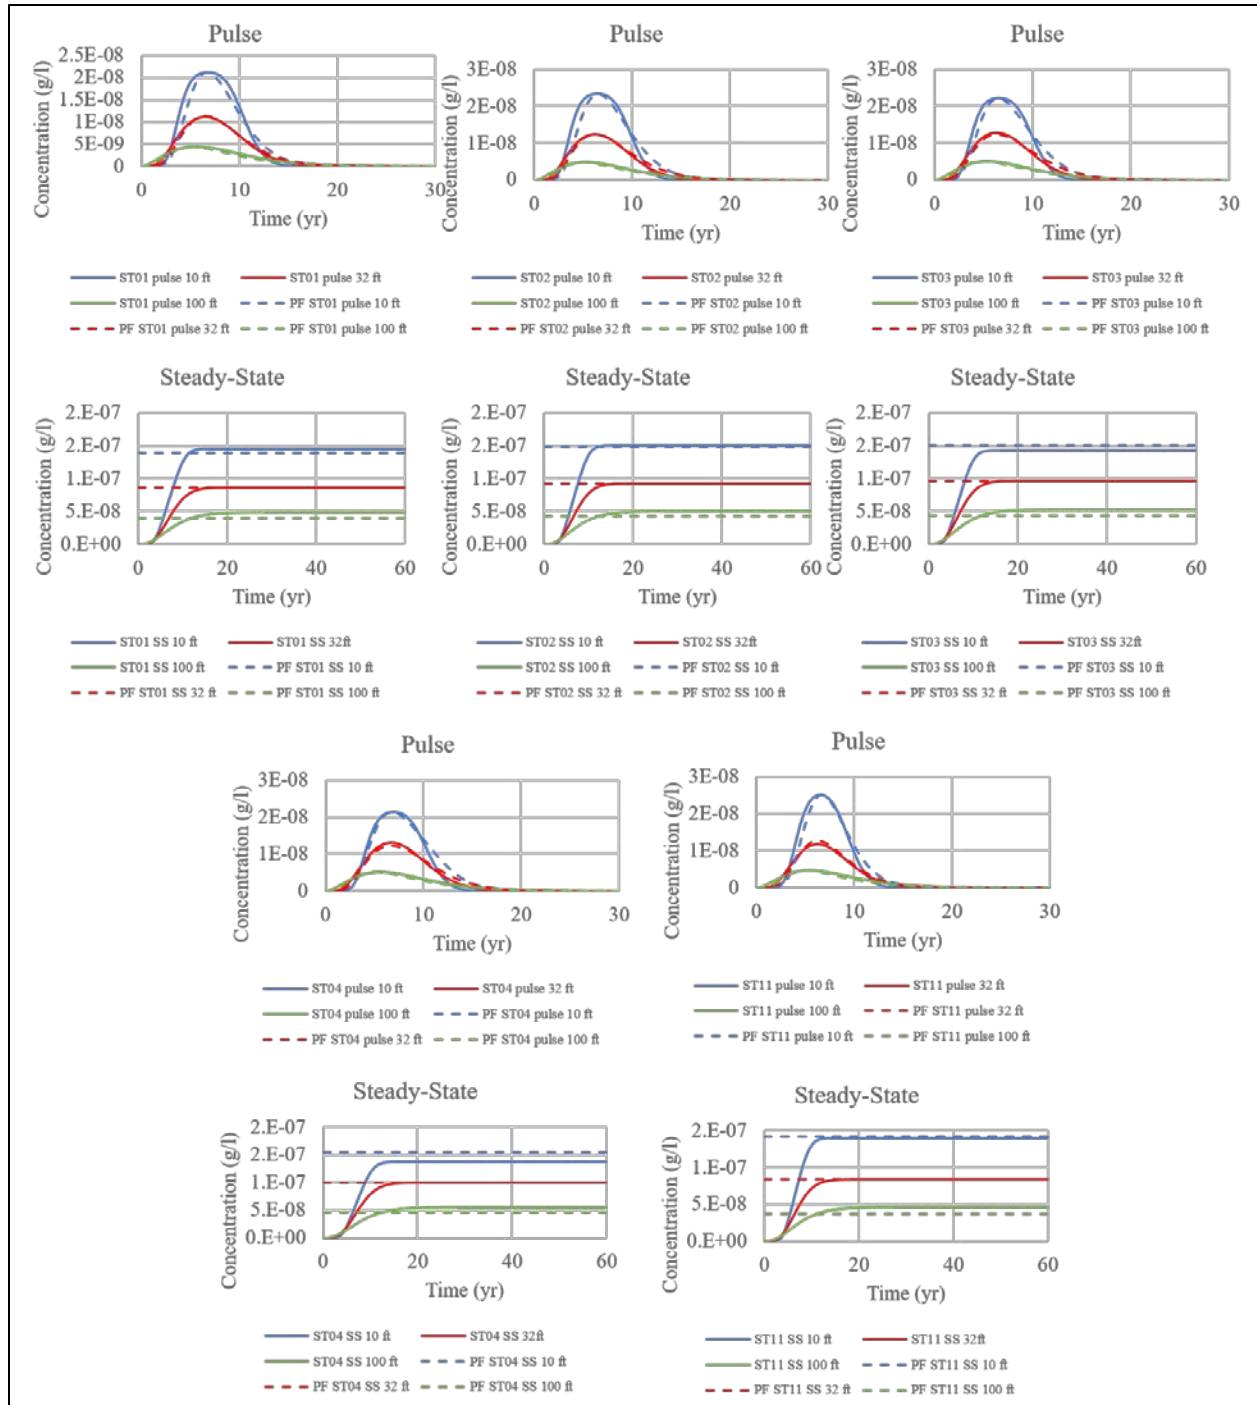 Pulse
Concentration (g/l)
2.5E-08
2E-08
1.5E-08
1E-08
5E-09
0
0 10 20 30
Time (yr)
ST01 pulse 10 ft ST01 pulse 32 ft
ST01 pulse 100 ft PF ST01 pulse 10 ft
PF ST01 pulse 32 ft PF ST01 pulse 100 ft
Pulse
Concentration (g/l)
3E-08
2E-08
1E-08
0
0 10 20 30
Time (yr)
ST02 pulse 10 ft ST02 pulse 32 ft
ST02 pulse 100 ft PF ST02 pulse 10 ft
PF ST02 pulse 32 ft PF ST02 pulse 100 ft
Pulse
Concentration (g/l)
3E-08
2E-08
1E-08
0
0 10 20 30
Time (yr)
ST03 pulse 10 ft ST03 pulse 32 ft
ST03 pulse 100 ft PF ST03 pulse 10 ft
PF ST03 pulse 32 ft PF ST03 pulse 100 ft
Steady-State
Concentration (g/l)
2.E-07
2.E-07
1.E-07
5.E-08
0.E+00
0 20 40 60
Time (yr)
ST01 SS 10 ft ST01 SS 32ft
ST01 SS 100 ft PF ST01 SS 10 ft
PF ST01 SS 32 ft PF ST01 SS 100 ft
Steady-State
Concentration (g/l)
2.E-07
2.E-07
1.E-07
5.E-08
0.E+00
0 20 40 60
Time (yr)
ST02 SS 10 ft ST02 SS 32ft
ST02 SS 100 ft PF ST02 SS 10 ft
PF ST02 SS 32 ft PF ST02 SS 100 ft
Steady-State
Concentration (g/l)
2.E-07
2.E-07
1.E-07
5.E-08
0.E+00
0 20 40 60
Time (yr)
ST03 SS 10 ft ST03 SS 32ft
ST03 SS 100 ft PF ST03 SS 10 ft
PF ST03 SS 32 ft PF ST03 SS 100 ft
Pulse
Concentration (g/l)
3E-08
2E-08
1E-08
0
0 10 20 30
Time (yr)
ST04 pulse 10 ft ST04 pulse 32 ft
ST04 pulse 100 ft PF ST04 pulse 10 ft
PF ST04 pulse 32 ft PF ST04 pulse 100 ft
Pulse
Concentration (g/l)
3E-08
2E-08
1E-08
0
0 10 20 30
Time (yr)
ST11 pulse 10 ft ST11 pulse 32 ft
ST11 pulse 100 ft PF ST11 pulse 32 ft
PF ST11 pulse 10 ft PF ST11 pulse 100 ft
Steady-State
Concentration (g/l)
2.E-07
2.E-07
1.E-07
5.E-08
0.E+00
0 20 40 60
Time (yr)
ST04 SS 10 ft ST04 SS 32ft
ST04 SS 100 ft PF ST04 SS 10 ft
PF ST04 SS 32 ft PF ST04 SS 100 ft
Steady-State
Concentration (g/l)
2.E-07
1.E-07
5.E-08
0.E+00
0 20 40 60
Time (yr)
ST11 SS 10 ft ST11 SS 32ft
ST11 SS 100 ft PF ST11 SS 10 ft
PF ST11 SS 32 ft PF ST11 SS 100 ft